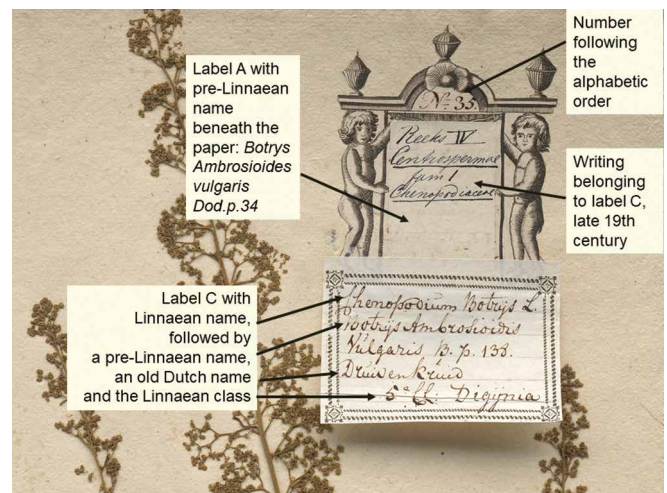 Number
following
the
alphabetic
order
Label A with
pre-Linnaean
name
beneath the
paper: Botrys
Ambrosioides
vulgaris
Dod.p.34
No. 33.
Reeks IV
Centrospermae
fam 1
Chenopodiaceae
Writing
belonging
to label C,
late 19th
century
Label C with
Linnaean name,
followed by
a pre-Linnaean name,
an old Dutch name
and the Linnaean class
Chenopodium Botrys L.
Botrys Ambrosioidis
Vulgaris B. p. 138.
Druiven kruid
5e Cl. Digijnia